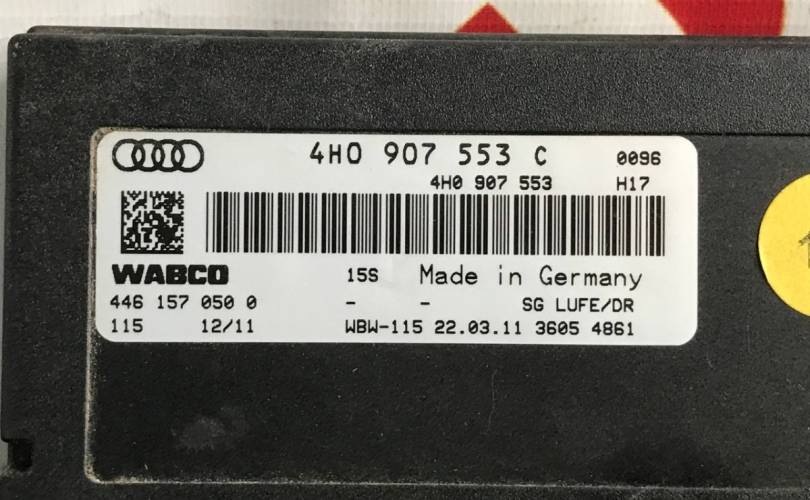 4H0 907 553 C 0096
4H0 907 553 H17
WABCO 15S Made in Germany
446 157 050 0 - - SG LUFE/DR
115 12/11 WBW-115 22.03.11 3605 4861